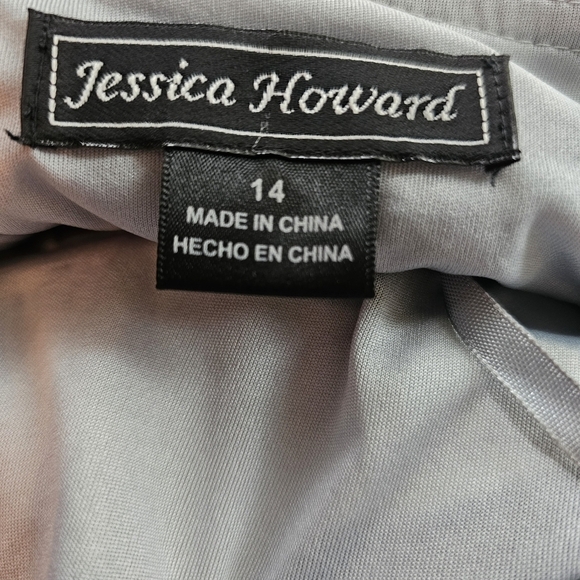 Jessica Howard
14
MADE IN CHINA
HECHO EN CHINA